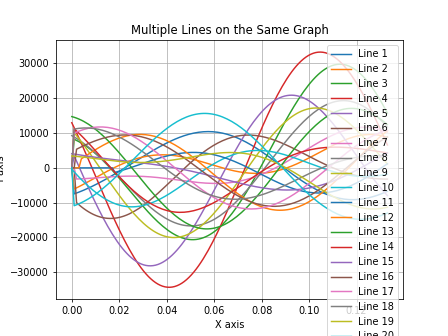 Multiple Lines on the Same Graph
30000
20000
10000
0
−10000
−20000
−30000
0.00
0.02
0.04
0.06
0.08
0.10
X axis
Line 1
Line 2
Line 3
Line 4
Line 5
Line 6
Line 7
Line 8
Line 9
Line 10
Line 11
Line 12
Line 13
Line 14
Line 15
Line 16
Line 17
Line 18
Line 19
Line 20